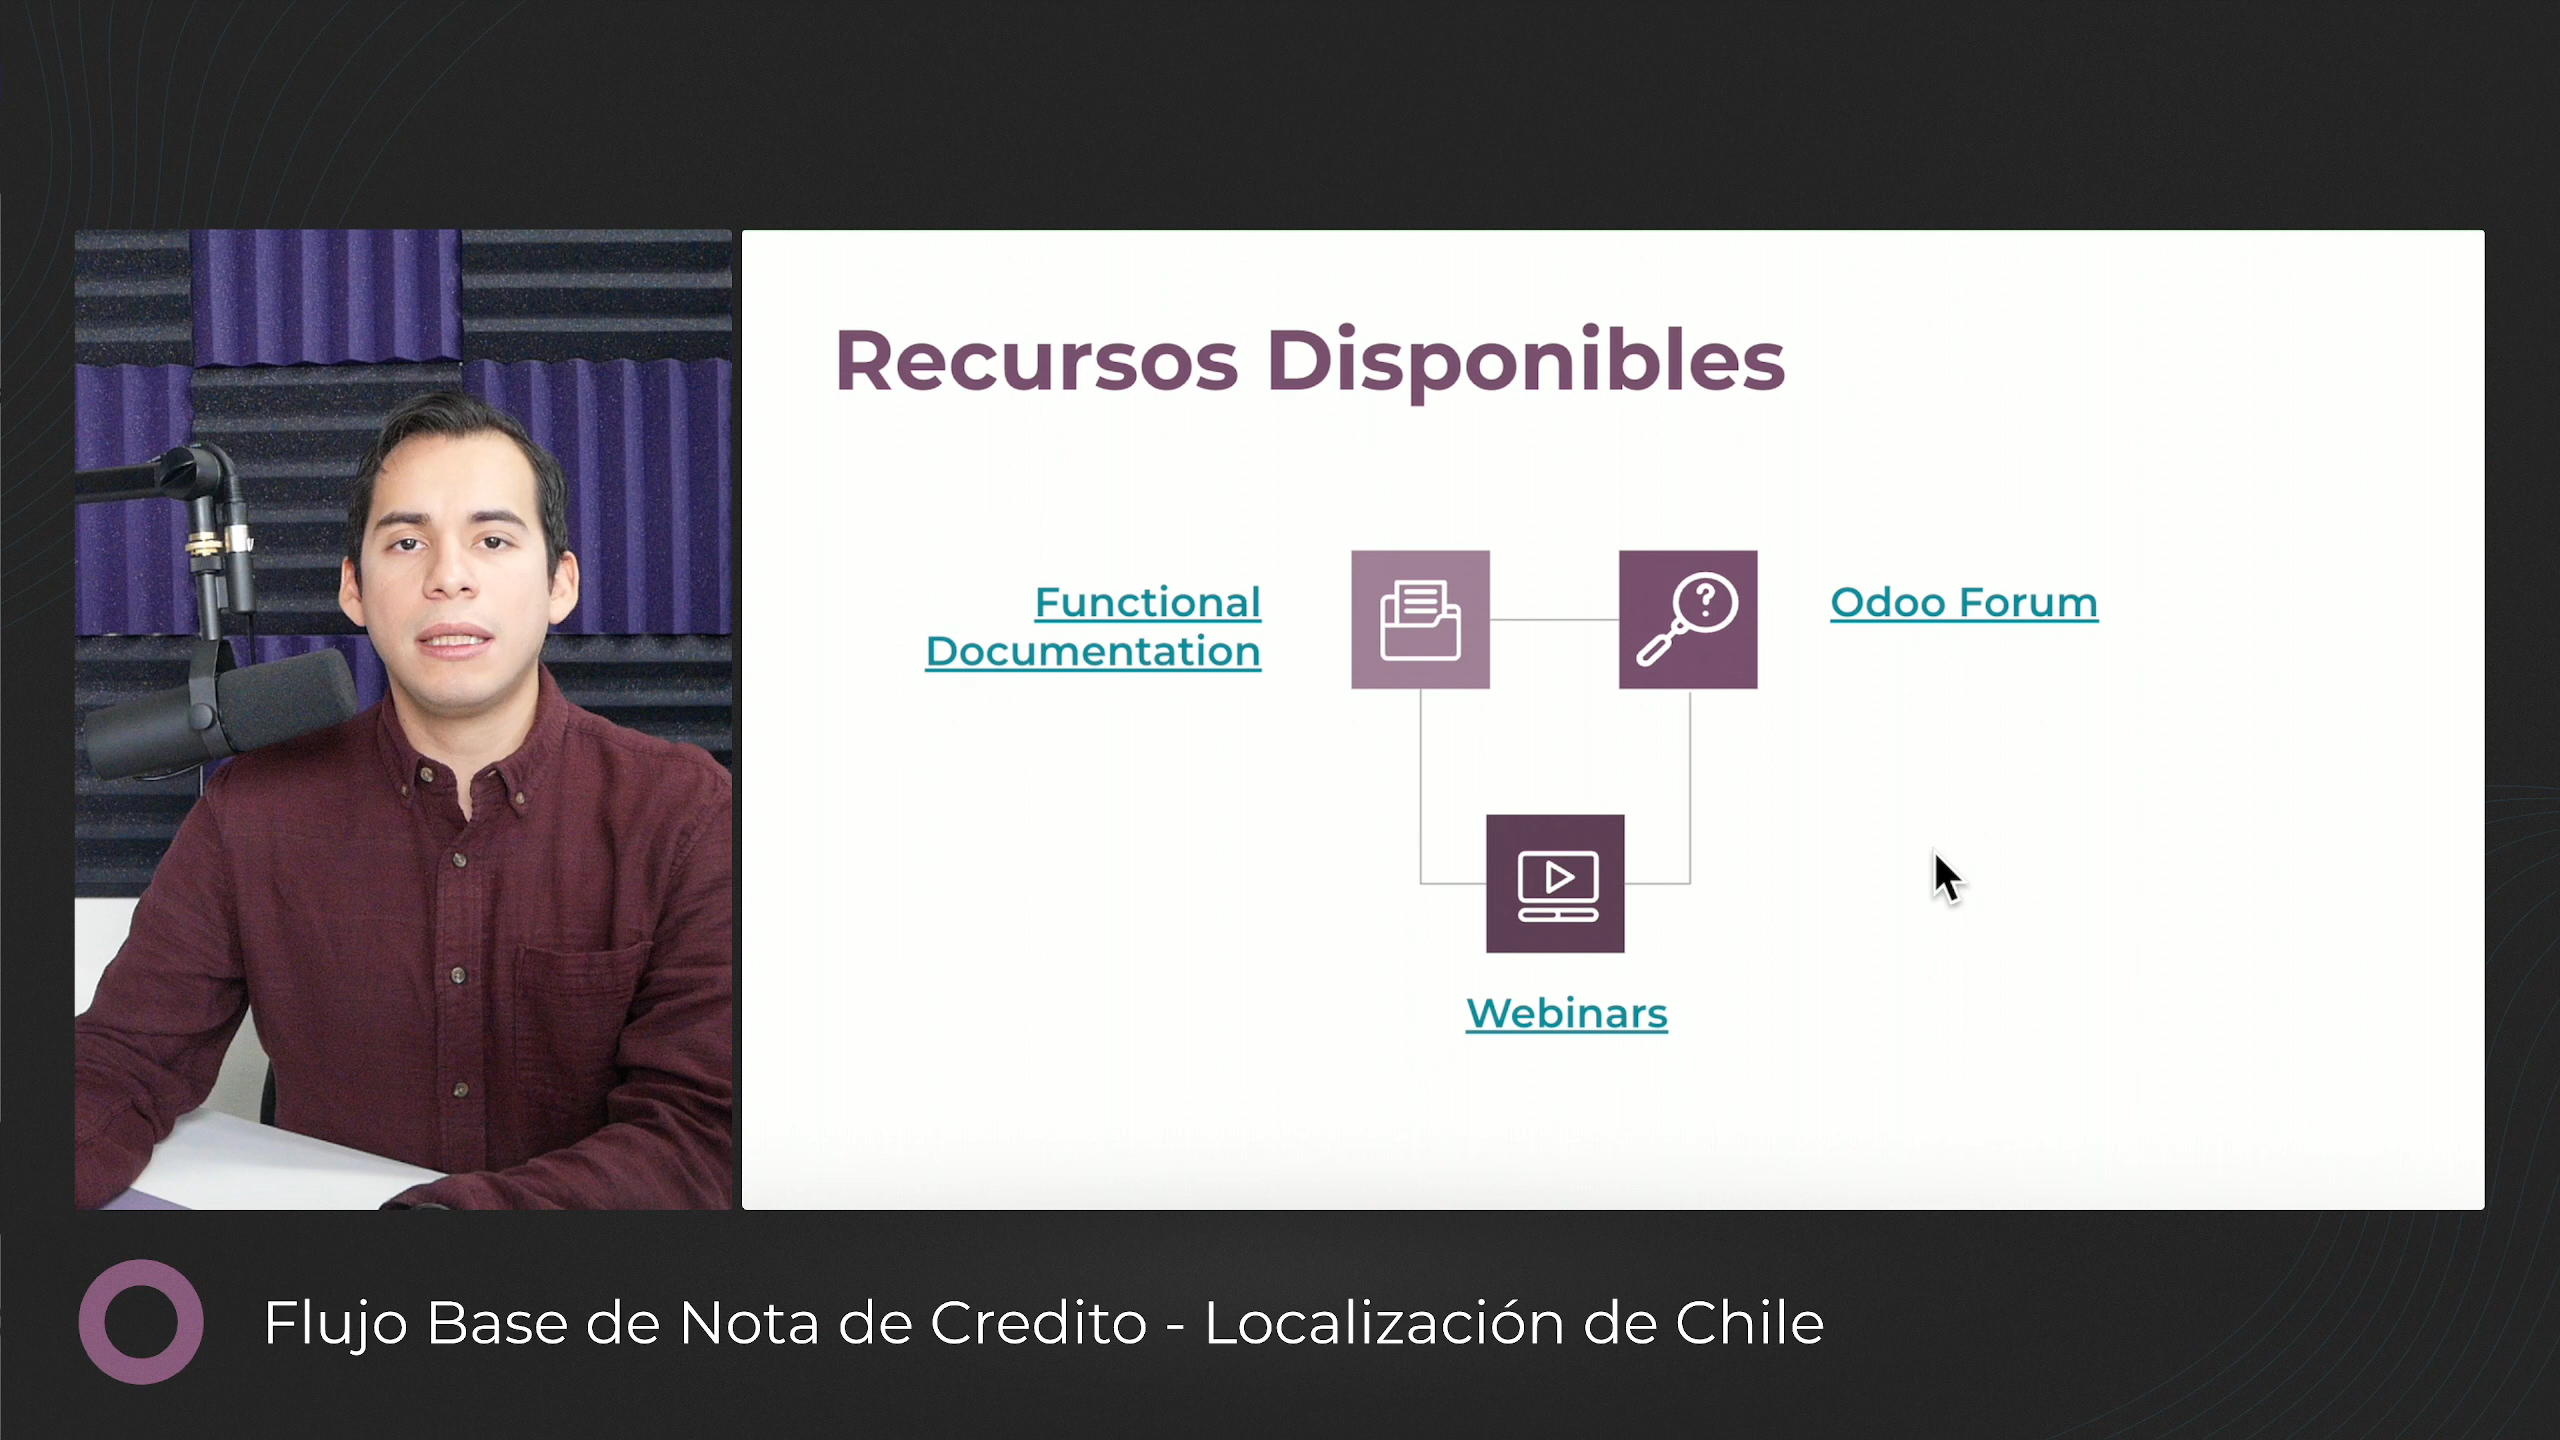 Recursos Disponibles
Functional
Documentation
Odoo Forum
Webinars
Flujo Base de Nota de Credito - Localización de Chile